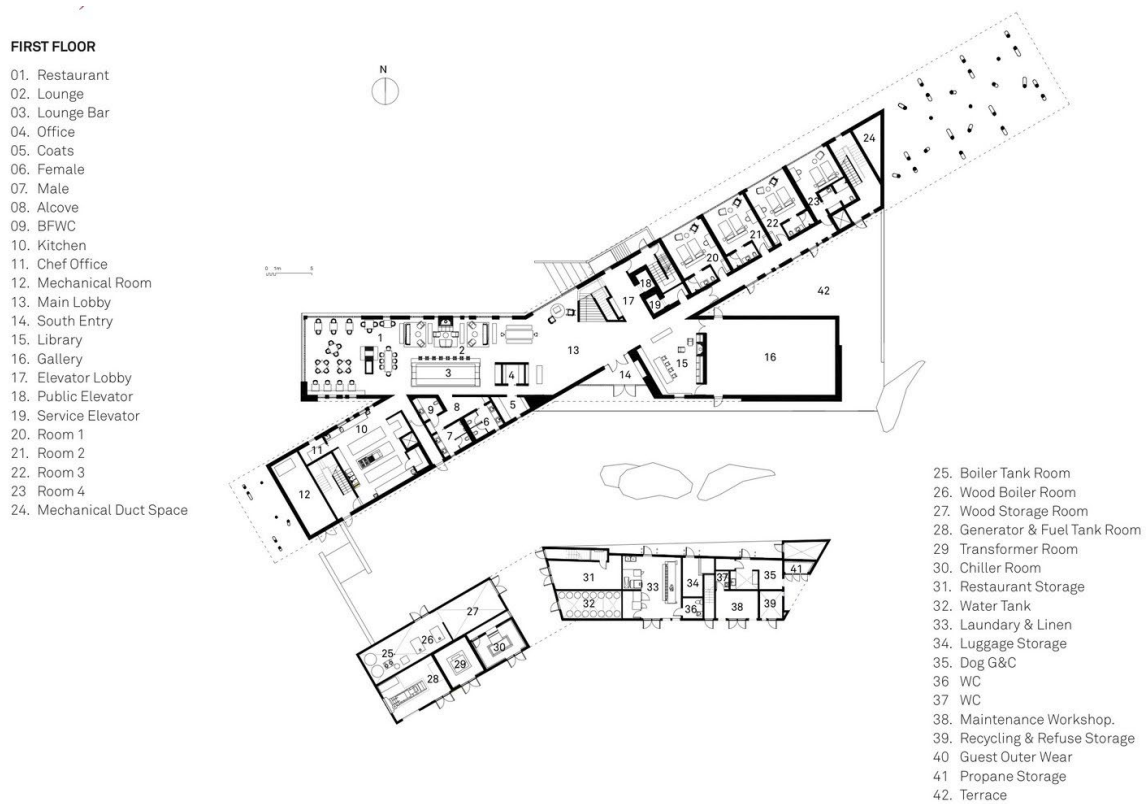 FIRST FLOOR
01. Restaurant
02. Lounge
03. Lounge Bar
04. Office
05. Coats
06. Female
07. Male
08. Alcove
09. BFWC
10. Kitchen
11. Chef Office
12. Mechanical Room
13. Main Lobby
14. South Entry
15. Library
16. Gallery
17. Elevator Lobby
18. Public Elevator
19. Service Elevator
20. Room 1
21. Room 2
22. Room 3
23 Room 4
24. Mechanical Duct Space
N
0 1m 5
24
23
22
21
20
18
19
17
42
1
2
3
4
13
14
15
16
5
6
7
8
9
10
11
12
31
32
33
34
35
36
37
38
39
41
27
26
25
28
29
30
25. Boiler Tank Room
26. Wood Boiler Room
27. Wood Storage Room
28. Generator & Fuel Tank Room
29 Transformer Room
30. Chiller Room
31. Restaurant Storage
32. Water Tank
33. Laundary & Linen
34. Luggage Storage
35. Dog G&C
36 WC
37 WC
38. Maintenance Workshop.
39. Recycling & Refuse Storage
40 Guest Outer Wear
41 Propane Storage
42. Terrace